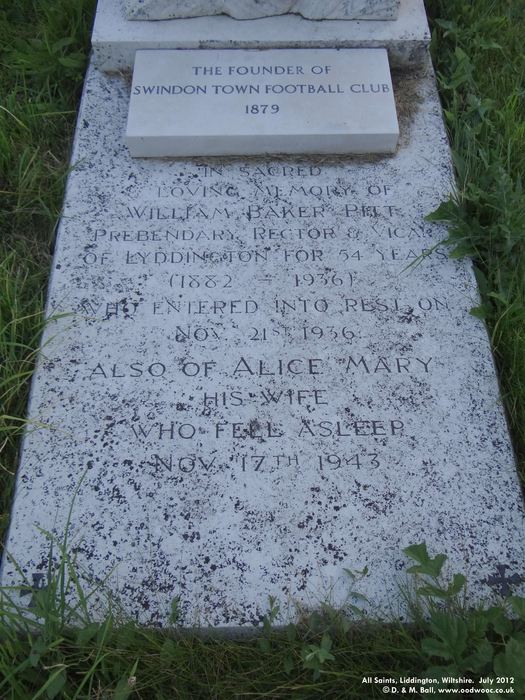 THE FOUNDER OF
SWINDON TOWN FOOTBALL CLUB
1879
IN SACRED
LOVING MEMORY OF
WILLIAM BAKER PITT
PREBENDARY, RECTOR & VICAR
OF LYDDINGTON FOR 54 YEARS
(1882 - 1936)
WHO ENTERED INTO REST ON
NOV. 21ST 1936.
ALSO OF ALICE MARY
HIS WIFE
WHO FELL ASLEEP
NOV. 17TH 1943
All Saints, Liddington, Wiltshire. July 2012
© D. & M. Ball, www.oodwooc.co.uk